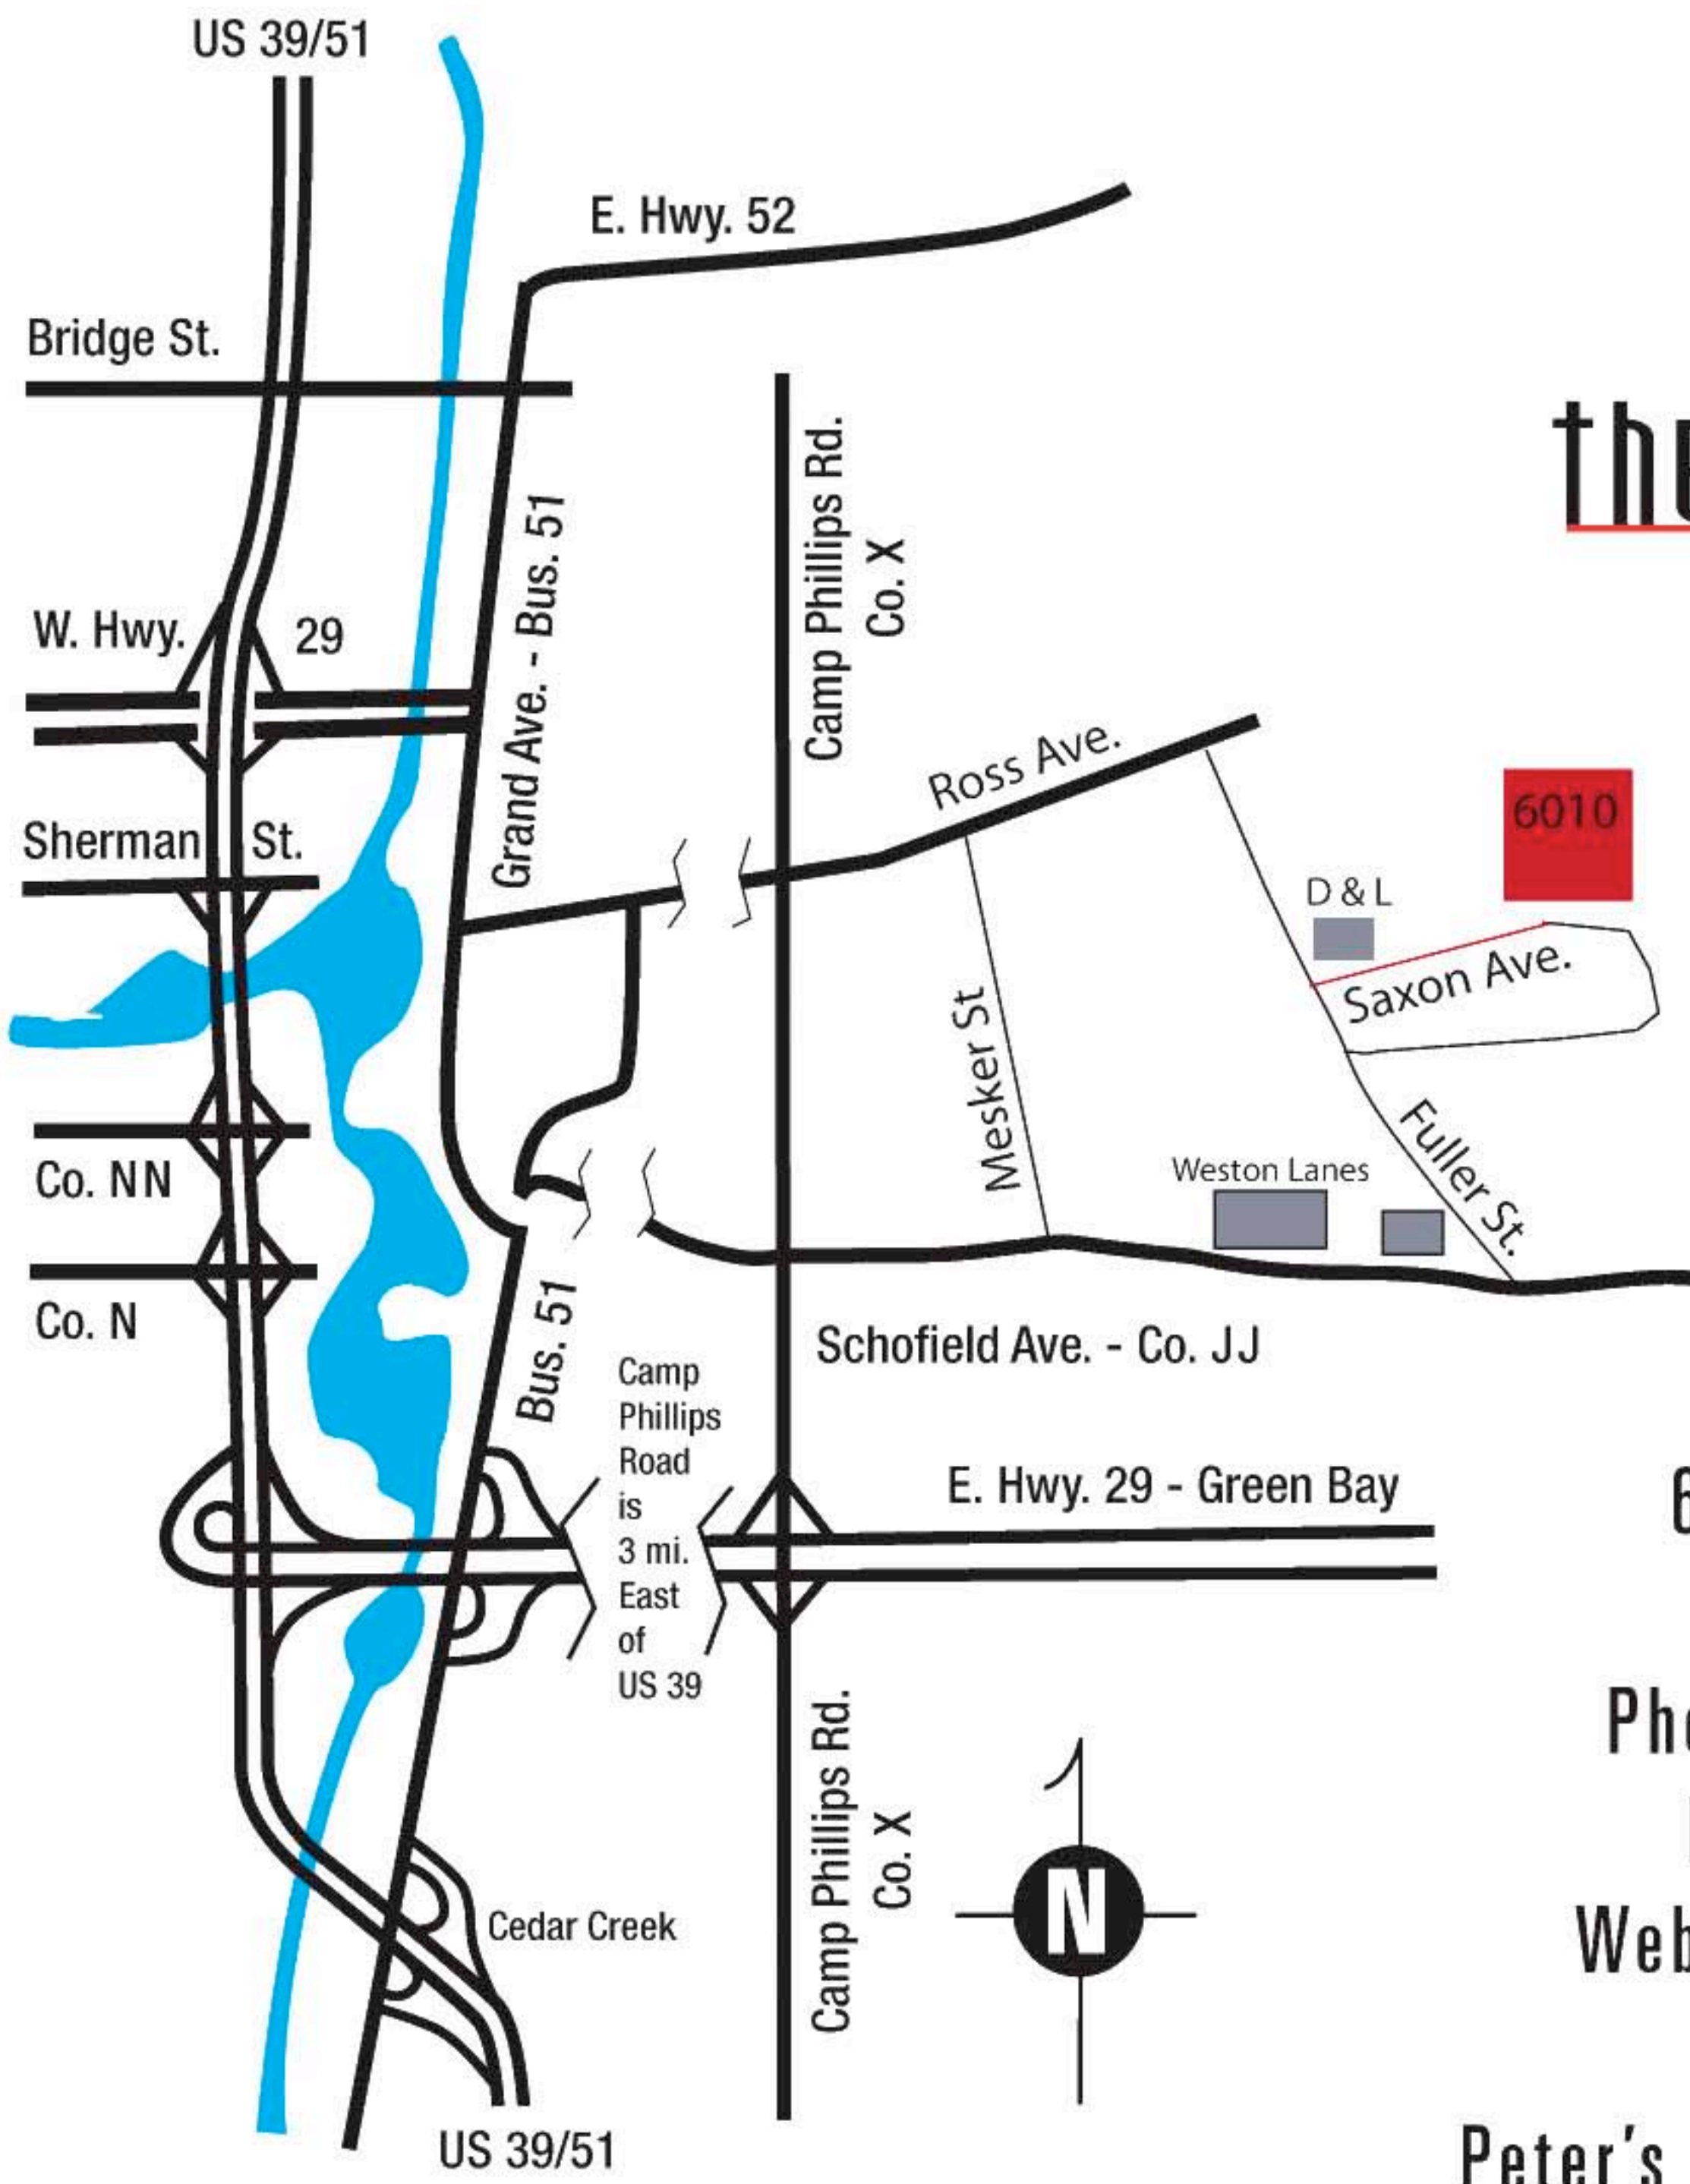 US 39/51
E. Hwy. 52
Bridge St.
Grand Ave. - Bus. 51
Camp Phillips Rd.
Co. X
W. Hwy. 29
Ross Ave.
6010
Sherman St.
D & L
Saxon Ave.
Mesker St
Fuller St.
Weston Lanes
Co. NN
Co. N
Bus. 51
Schofield Ave. - Co. JJ
Camp
Phillips
Road
is
3 mi.
East
of
US 39
E. Hwy. 29 - Green Bay
Camp Phillips Rd.
Co. X
N
Cedar Creek
US 39/51
Peter's